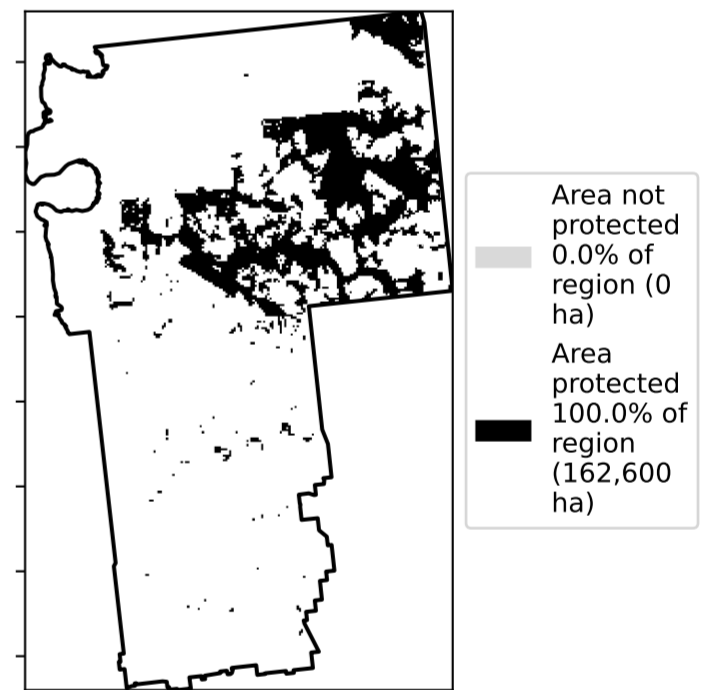 Area not
protected
0.0% of
region (0
ha)
Area
protected
100.0% of
region
(162,600
ha)